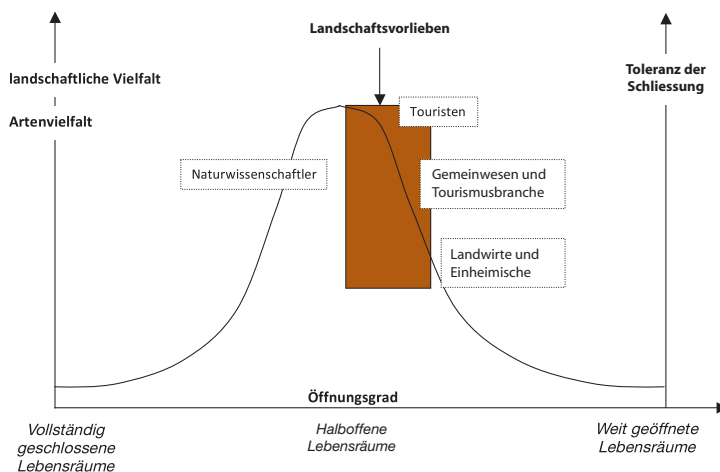 Landschaftsvorlieben
landschaftliche Vielfalt
Artenvielfalt
Toleranz der
Schliessung
Touristen
Naturwissenschaftler
Gemeinwesen und
Tourismusbranche
Landwirte und
Einheimische
Öffnungsgrad
Vollständig
geschlossene
Lebensräume
Halboffene
Lebensräume
Weit geöffnete
Lebensräume